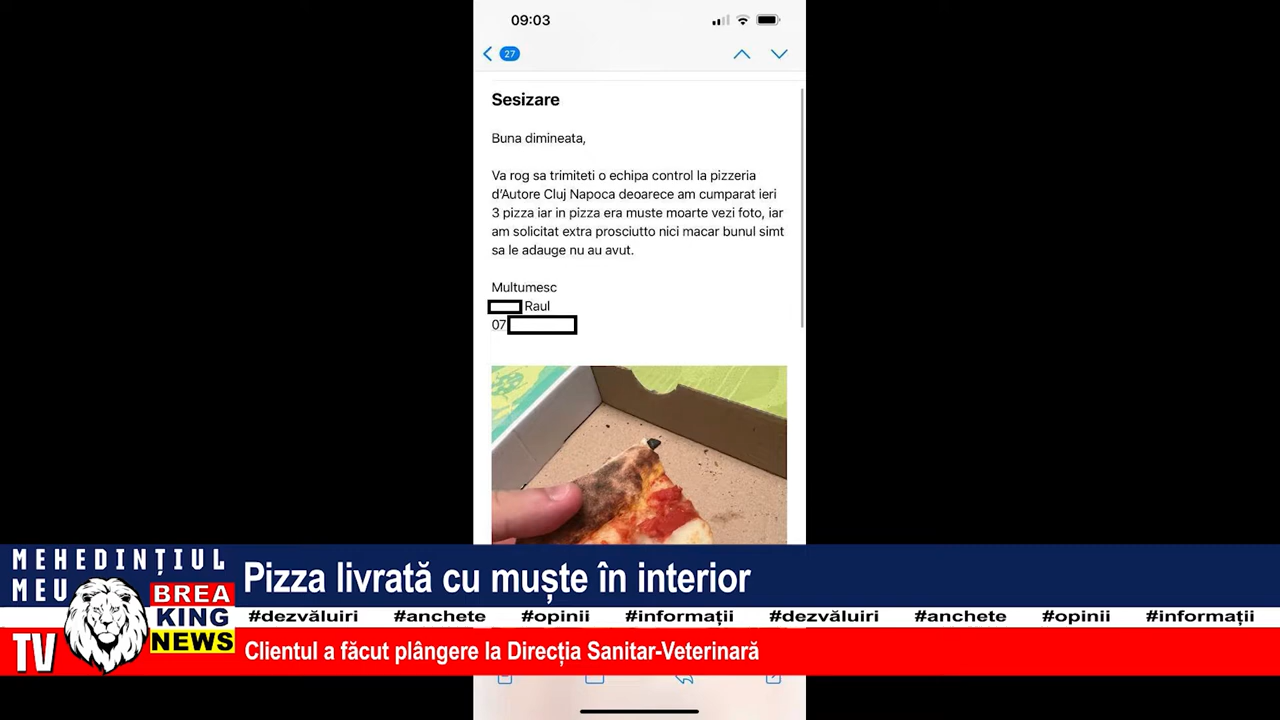 09:03
27
Sesizare
Buna dimineata,
Va rog sa trimiteti o echipa control la pizzeria
d'Autore Cluj Napoca deoarece am cumparat ieri
3 pizza iar in pizza era muste moarte vezi foto, iar
am solicitat extra prosciutto nici macar bunul simt
sa le adauge nu au avut.
Multumesc
Raul
07
MEHEDINȚIUL
MEU
TV
BREA
KING
NEWS
Pizza livrată cu muște în interior
#dezvăluiri #anchete #opinii #informații #dezvăluiri #anchete #opinii #informații
Clientul a făcut plângere la Direcția Sanitar-Veterinară